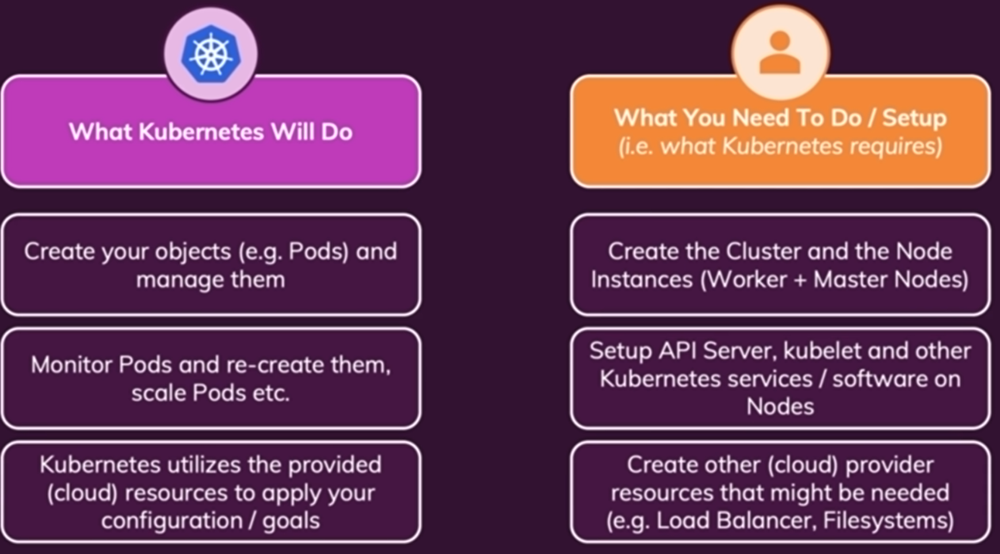 What Kubernetes Will Do
Create your objects (e.g. Pods) and
manage them
Monitor Pods and re-create them,
scale Pods etc.
Kubernetes utilizes the provided
(cloud) resources to apply your
configuration / goals
What You Need To Do / Setup
(i.e. what Kubernetes requires)
Create the Cluster and the Node
Instances (Worker + Master Nodes)
Setup API Server, kubelet and other
Kubernetes services / software on
Nodes
Create other (cloud) provider
resources that might be needed
(e.g. Load Balancer, Filesystems)